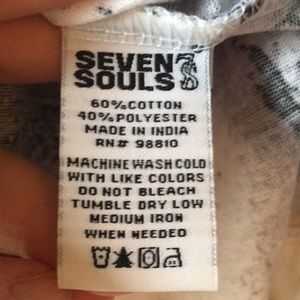 SEVEN
SOULS
60%COTTON
40%POLYESTER
MADE IN INDIA
RN# 98810
MACHINE WASH COLD
WITH LIKE COLORS
DO NOT BLEACH
TUMBLE DRY LOW
MEDIUM IRON
WHEN NEEDED